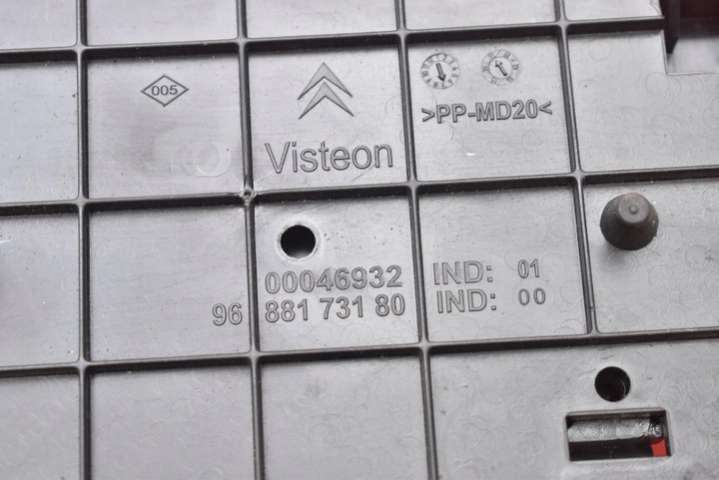 005
>PP-MD20<
Visteon
00046932 IND: 01
96 881 731 80 IND: 00